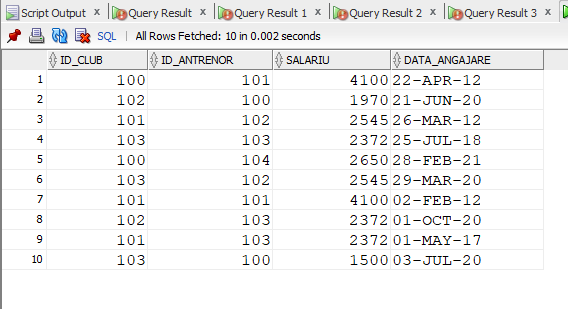 Script Output x Query Result x Query Result 1 x Query Result 2 x Query Result 3 x
SQL | All Rows Fetched: 10 in 0.002 seconds
ID_CLUB ID_ANTRENOR SALARIU DATA_ANGAJARE
1 100 101 4100 22-APR-12
2 102 100 1970 21-JUN-20
3 101 102 2545 26-MAR-12
4 103 103 2372 25-JUL-18
5 100 104 2650 28-FEB-21
6 103 102 2545 29-MAR-20
7 101 101 4100 02-FEB-12
8 102 103 2372 01-OCT-20
9 101 103 2372 01-MAY-17
10 103 100 1500 03-JUL-20